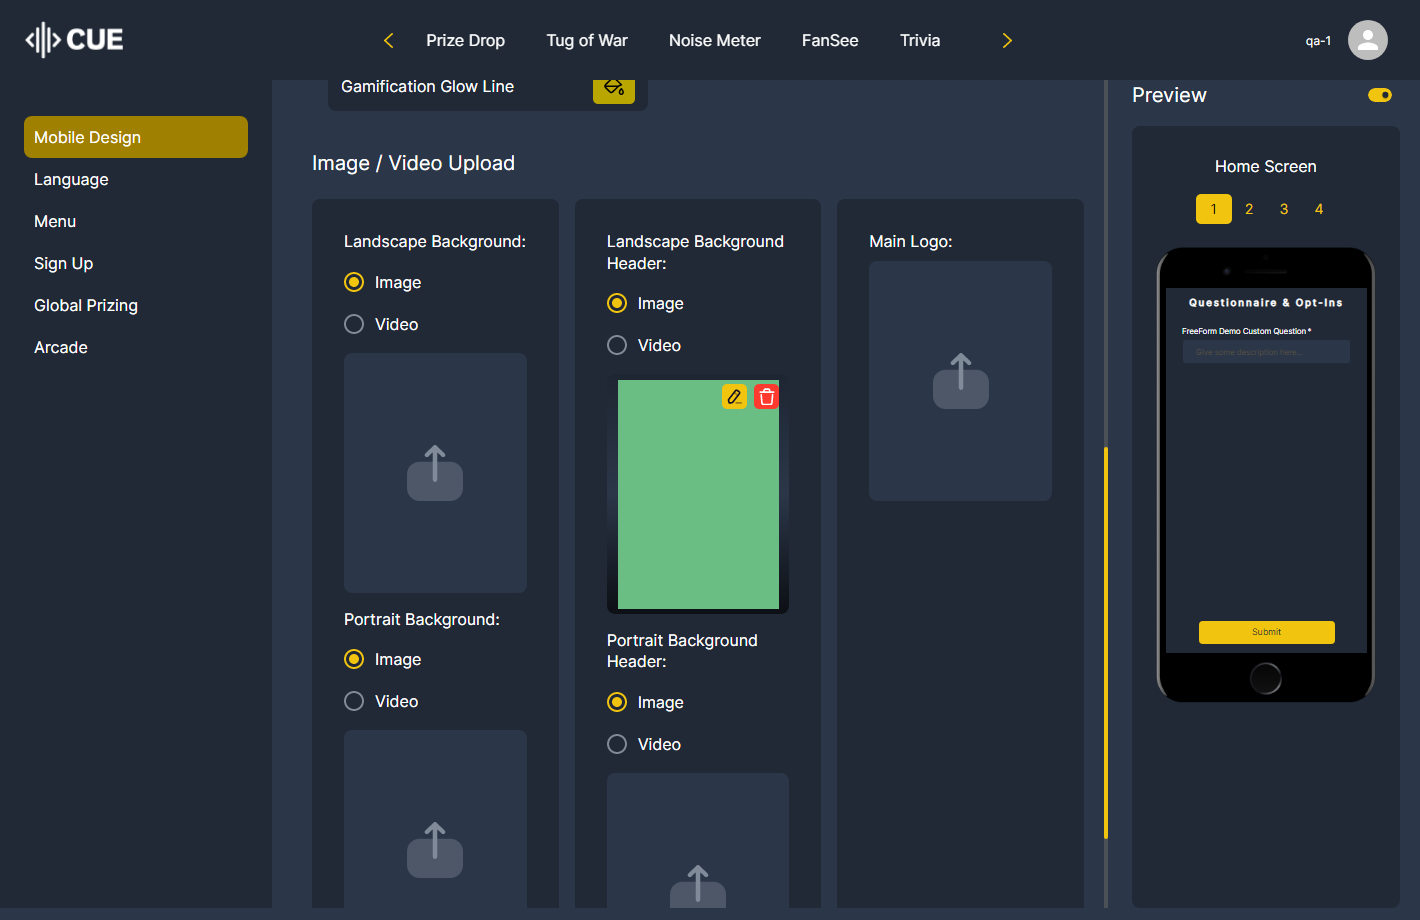 CUE
Prize Drop
Tug of War
Noise Meter
FanSee
Trivia
qa-1
Mobile Design
Language
Menu
Sign Up
Global Prizing
Arcade
Gamification Glow Line
Image / Video Upload
Landscape Background:
Image
Video
Portrait Background:
Image
Video
Landscape Background
Header:
Image
Video
Portrait Background
Header:
Image
Video
Main Logo:
Preview
Home Screen
1 2 3 4
Questionnaire & Opt-Ins
FreeForm Demo Custom Question *
Give some description here...
Submit